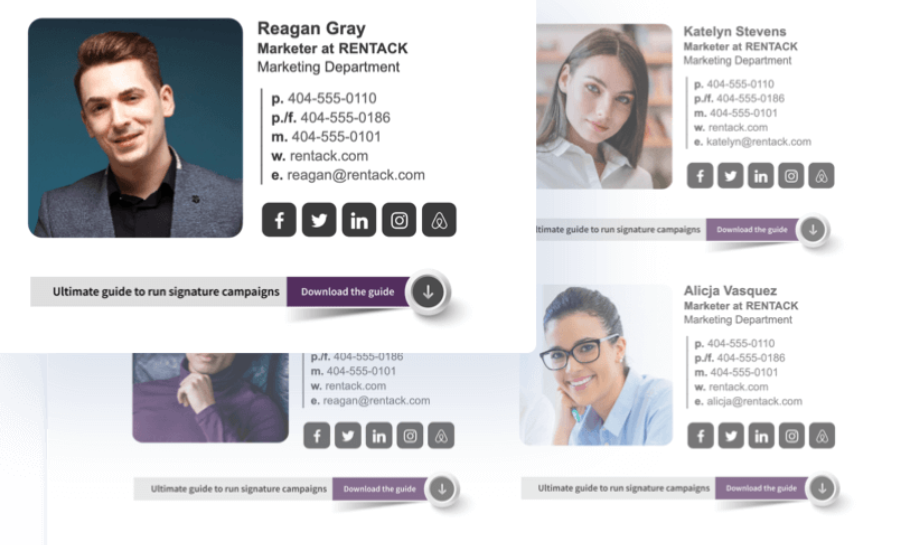 Reagan Gray
Marketer at RENTACK
Marketing Department
p. 404-555-0110
p./f. 404-555-0186
m. 404-555-0101
w. rentack.com
e. reagan@rentack.com
Ultimate guide to run signature campaigns Download the guide
Katelyn Stevens
Marketer at RENTACK
Marketing Department
p. 404-555-0110
p./f. 404-555-0186
m. 404-555-0101
w. rentack.com
e. katelyn@rentack.com
ltimate guide to run signature campaigns Download the guide
p./f. 404-555-0186
m. 404-555-0101
w. rentack.com
e. reagan@rentack.com
Ultimate guide to run signature campaigns Download the guide
Alicja Vasquez
Marketer at RENTACK
Marketing Department
p. 404-555-0110
p./f. 404-555-0186
m. 404-555-0101
w. rentack.com
e. alicja@rentack.com
Ultimate guide to run signature campaigns Download the guide